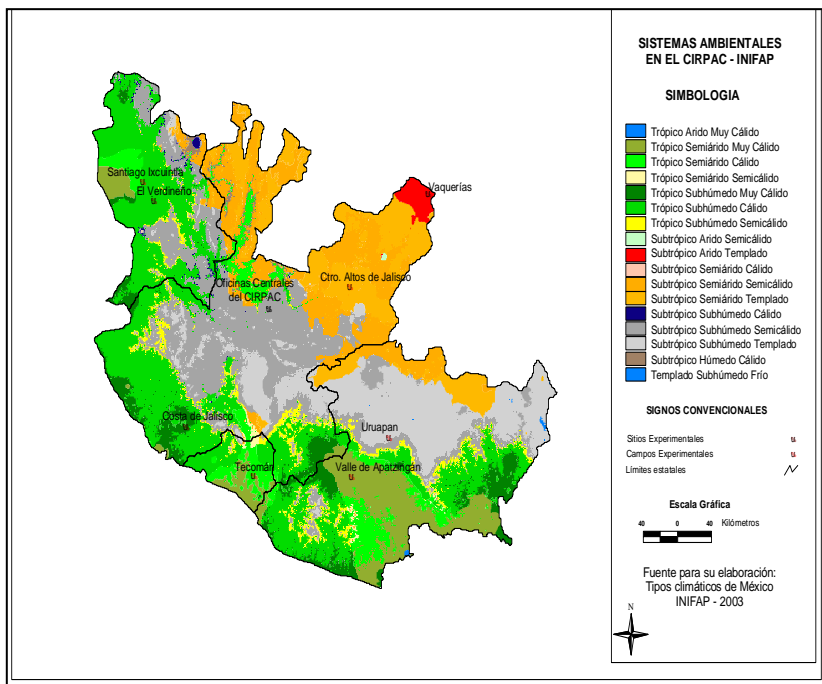 SISTEMAS AMBIENTALES
EN EL CIRPAC - INIFAP
SIMBOLOGIA
Trópico Arido Muy Cálido
Trópico Semiárido Muy Cálido
Trópico Semiárido Cálido
Trópico Semiárido Semicálido
Trópico Subhúmedo Muy Cálido
Trópico Subhúmedo Cálido
Trópico Subhúmedo Semicálido
Subtrópico Arido Semicálido
Subtrópico Arido Templado
Subtrópico Semiárido Cálido
Subtrópico Semiárido Semicálido
Subtrópico Semiárido Templado
Subtrópico Subhúmedo Cálido
Subtrópico Subhúmedo Semicálido
Subtrópico Subhúmedo Templado
Subtrópico Húmedo Cálido
Templado Subhúmedo Frío
SIGNOS CONVENCIONALES
Sitios Experimentales
Campos Experimentales
Límites estatales
Escala Gráfica
40 0 40 Kilómetros
Fuente para su elaboración:
Tipos climáticos de México
INIFAP - 2003
N
Santiago Ixcuintla
El Verdineño
Vaquerías
Oficinas Centrales
del CIRPAC
Ctro. Altos de Jalisco
Costa de Jalisco
Uruapan
Tecomán
Valle de Apatzingán